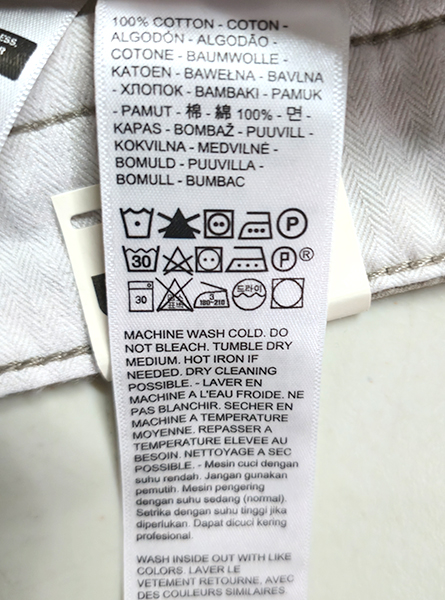 ESS.
100% COTTON - COTON -
ALGODÓN - ALGODÃO -
COTONE - BAUMWOLLE -
KATOEN - BAWEŁNA - BAVLNA
- ХЛОПОК - BAMBAKI - PAMUK
- PAMUT - 棉 - 綿 100% - 면 -
KAPAS - BOMBAŽ - PUUVILL -
KOKVILNA - MEDVILNĖ -
BOMULD - PUUVILLA -
BOMULL - BUMBAC
P
30 P ®
30 3 180-210 드라이
MACHINE WASH COLD. DO
NOT BLEACH. TUMBLE DRY
MEDIUM. HOT IRON IF
NEEDED. DRY CLEANING
POSSIBLE. - LAVER EN
MACHINE A L'EAU FROIDE. NE
PAS BLANCHIR. SECHER EN
MACHINE A TEMPERATURE
MOYENNE. REPASSER A
TEMPERATURE ELEVEE AU
BESOIN. NETTOYAGE A SEC
POSSIBLE. - Mesin cuci dengan
suhu rendah. Jangan gunakan
pemutih. Mesin pengering
dengan suhu sedang (normal).
Setrika dengan suhu tinggi jika
diperlukan. Dapat dicuci kering
profesional.
WASH INSIDE OUT WITH LIKE
COLORS. LAVER LE
VETEMENT RETOURNE, AVEC
DES COULEURS SIMILAIRES